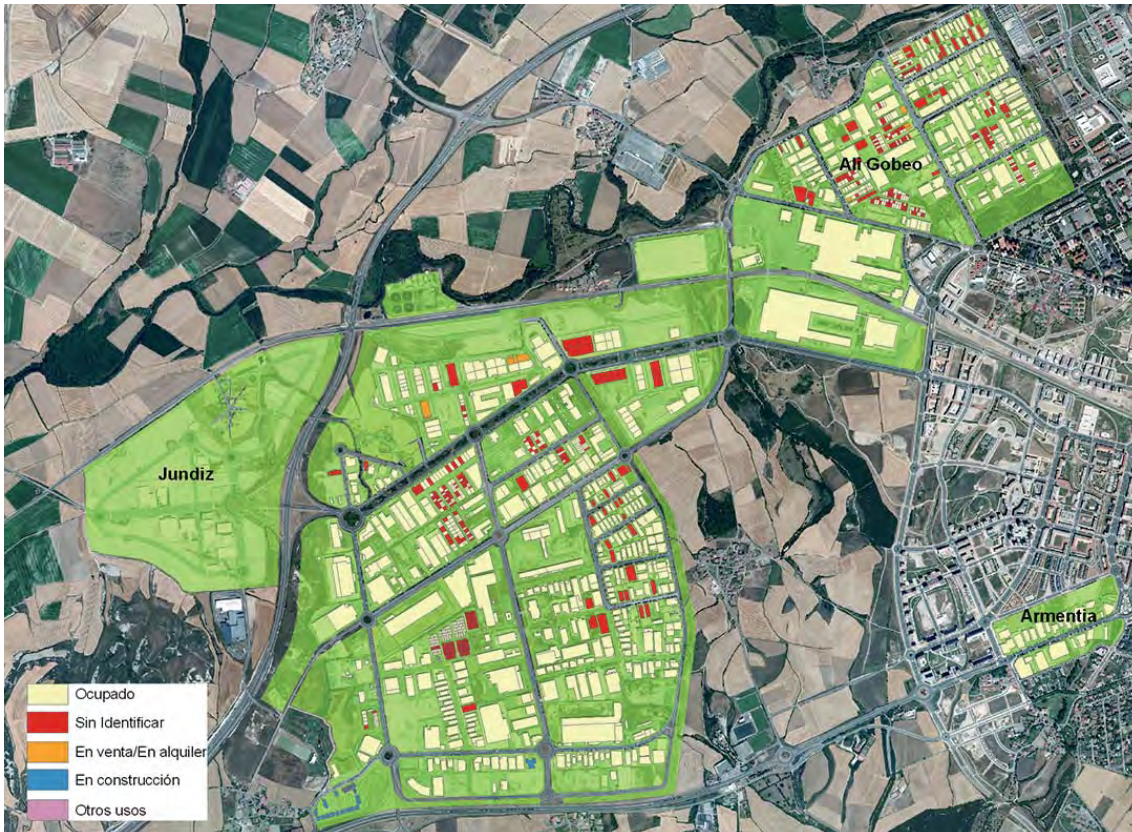 Ali Gobeo
Jundiz
Armentia
Ocupado
Sin Identificar
En venta/En alquiler
En construcción
Otros usos